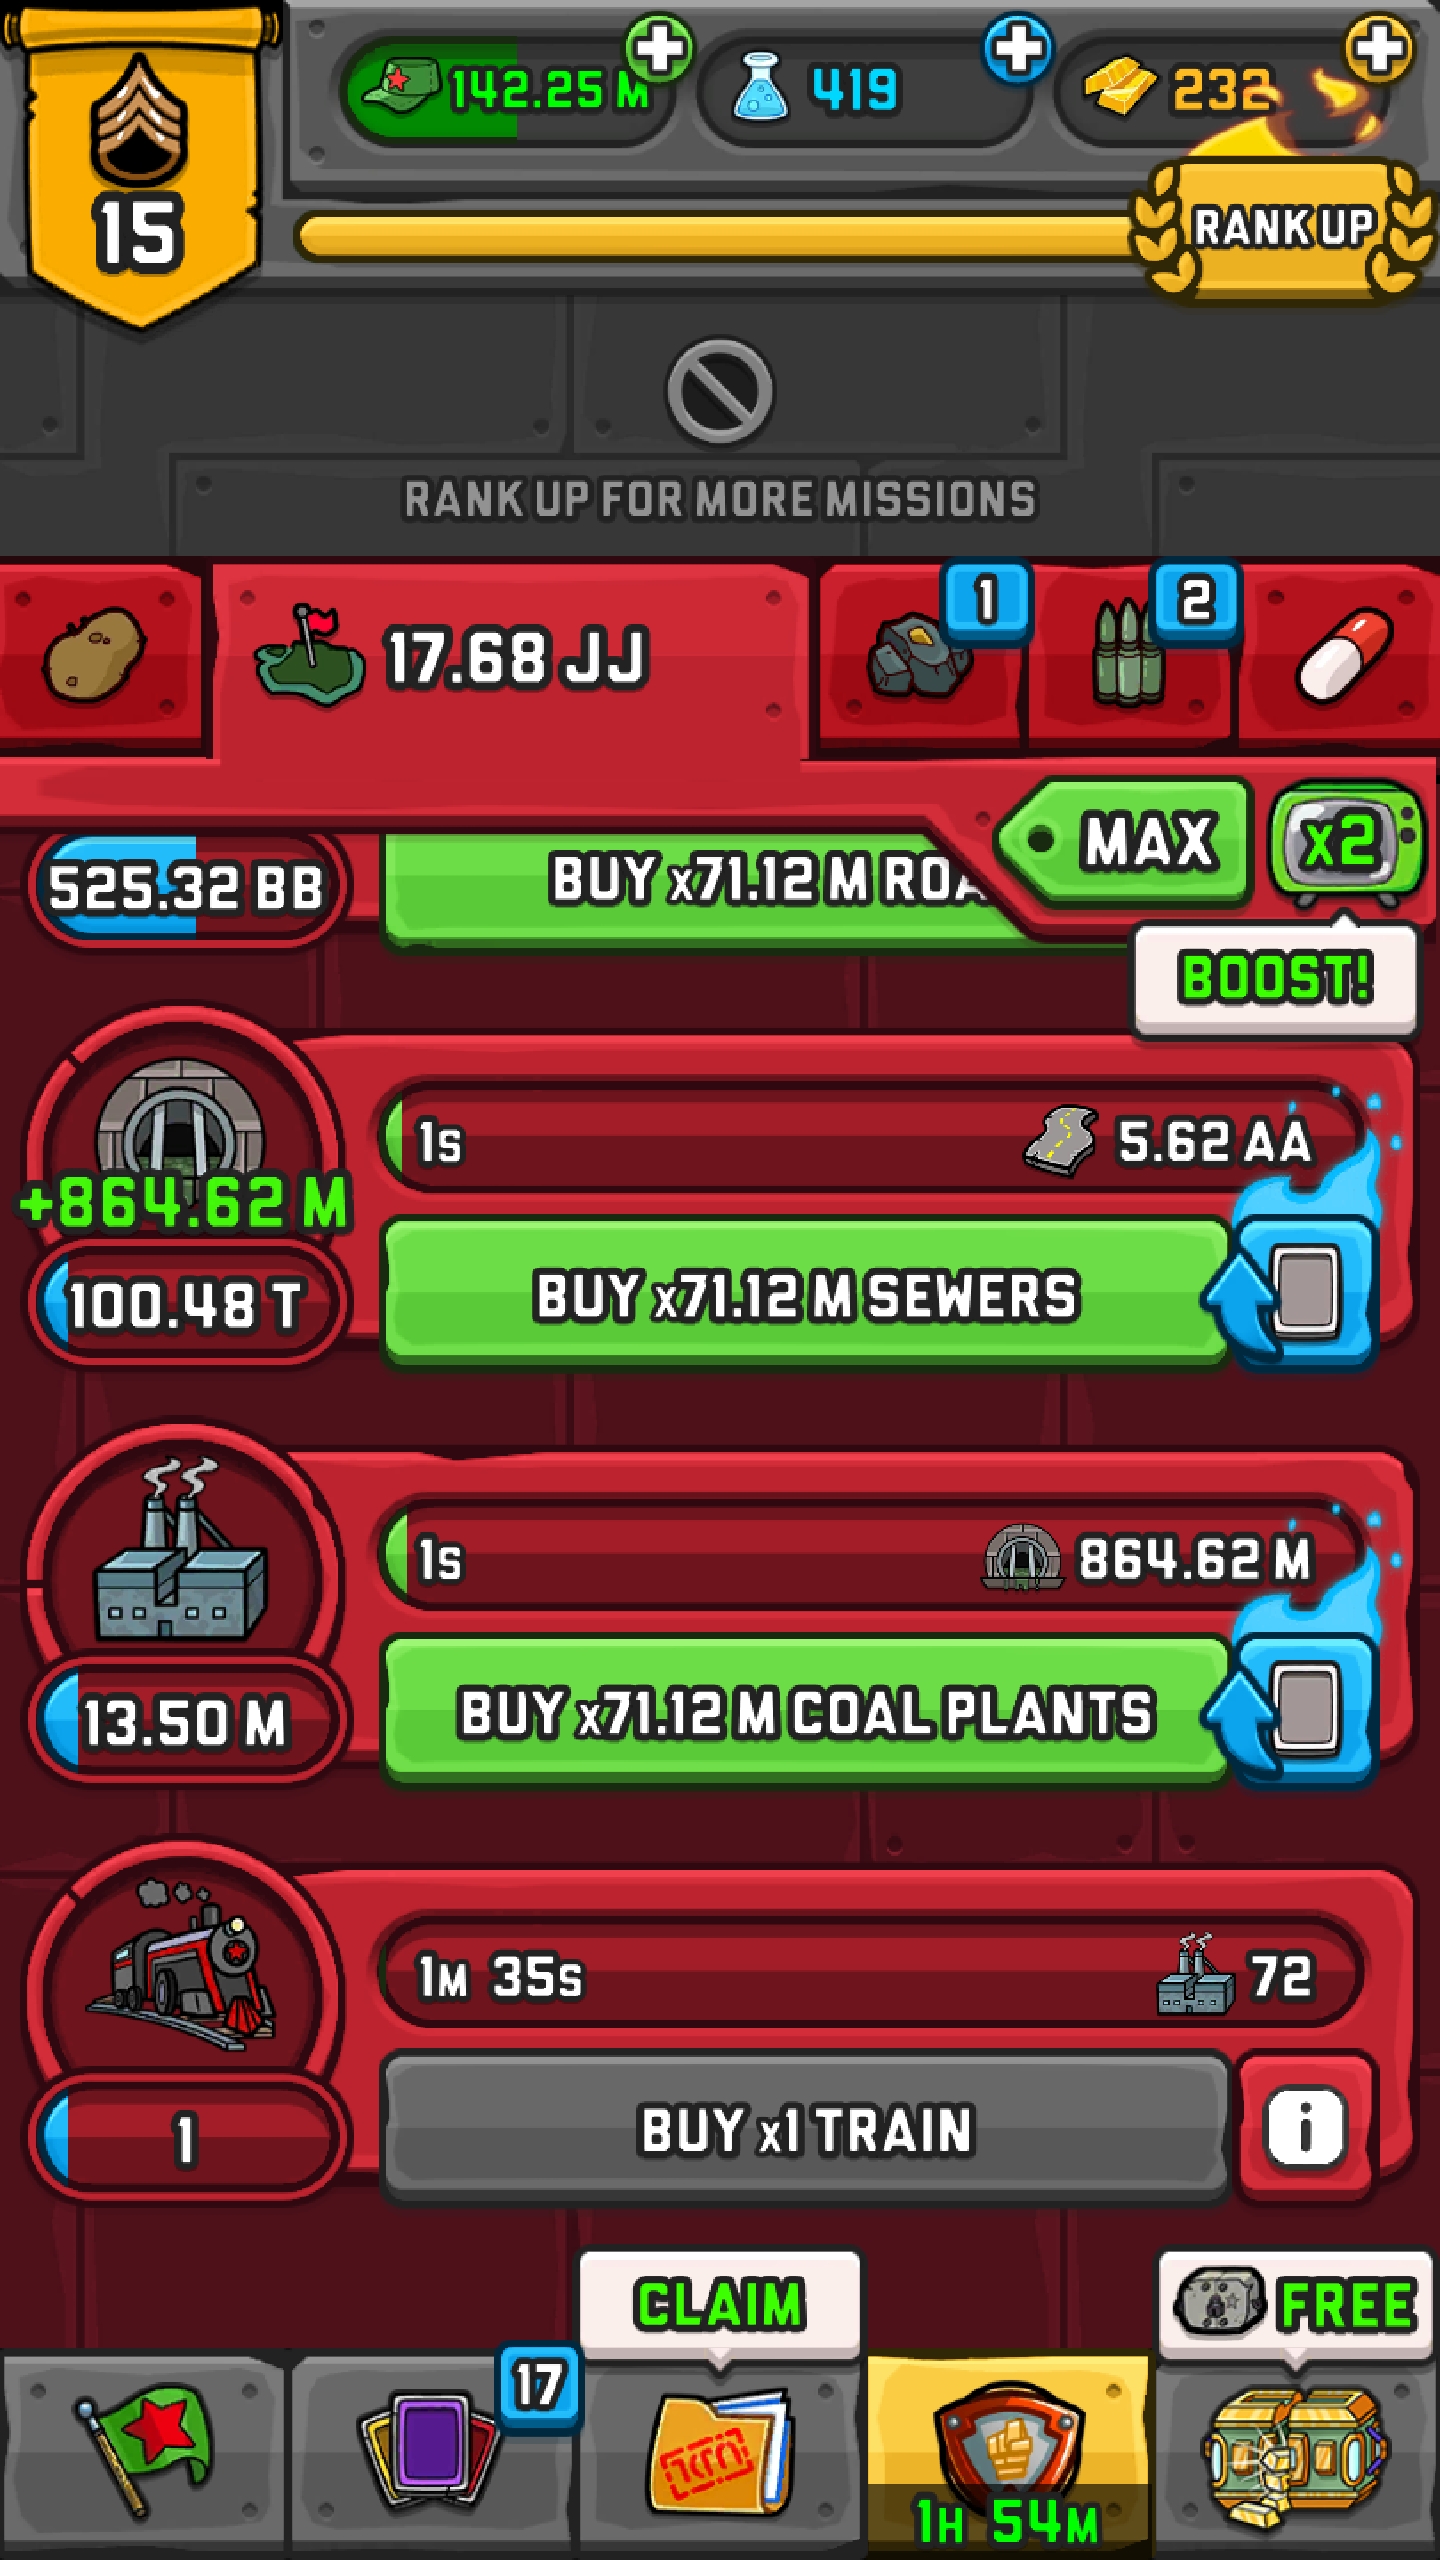 15
142.25 M
419
232
RANK UP
RANK UP FOR MORE MISSIONS
17.68 JJ
1
2
MAX
x2
525.32 BB
BUY x71.12 M ROA
BOOST!
1s
5.62 AA
+864.62 M
100.48 T
BUY x71.12 M SEWERS
1s
864.62 M
13.50 M
BUY x71.12 M COAL PLANTS
1M 35s
72
1
BUY x1 TRAIN
i
CLAIM
FREE
17
1H 54M